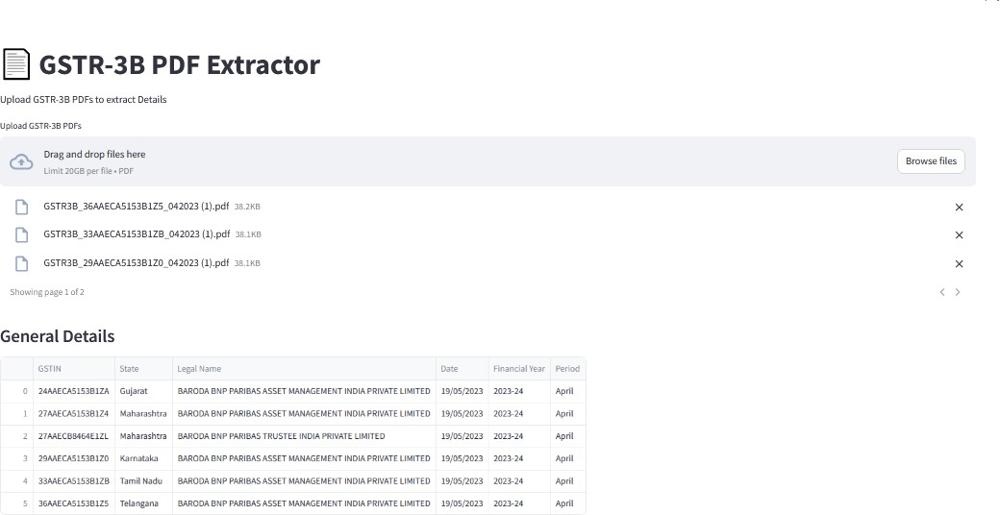 GSTR-3B PDF Extractor
Upload GSTR-3B PDFs to extract Details
Upload GSTR-3B PDFs
Drag and drop files here
Limit 20GB per file • PDF
Browse files
GSTR3B_36AAECA5153B1Z5_042023 (1).pdf 38.2KB
GSTR3B_33AAECA5153B1ZB_042023 (1).pdf 38.1KB
GSTR3B_29AAECA5153B1Z0_042023 (1).pdf 38.1KB
Showing page 1 of 2
General Details
GSTIN State Legal Name Date Financial Year Period
0 24AAECA5153B1ZA Gujarat BARODA BNP PARIBAS ASSET MANAGEMENT INDIA PRIVATE LIMITED 19/05/2023 2023-24 April
1 27AAECA5153B1Z4 Maharashtra BARODA BNP PARIBAS ASSET MANAGEMENT INDIA PRIVATE LIMITED 19/05/2023 2023-24 April
2 27AAECB8464E1ZL Maharashtra BARODA BNP PARIBAS TRUSTEE INDIA PRIVATE LIMITED 19/05/2023 2023-24 April
3 29AAECA5153B1Z0 Karnataka BARODA BNP PARIBAS ASSET MANAGEMENT INDIA PRIVATE LIMITED 19/05/2023 2023-24 April
4 33AAECA5153B1ZB Tamil Nadu BARODA BNP PARIBAS ASSET MANAGEMENT INDIA PRIVATE LIMITED 19/05/2023 2023-24 April
5 36AAECA5153B1Z5 Telangana BARODA BNP PARIBAS ASSET MANAGEMENT INDIA PRIVATE LIMITED 19/05/2023 2023-24 April